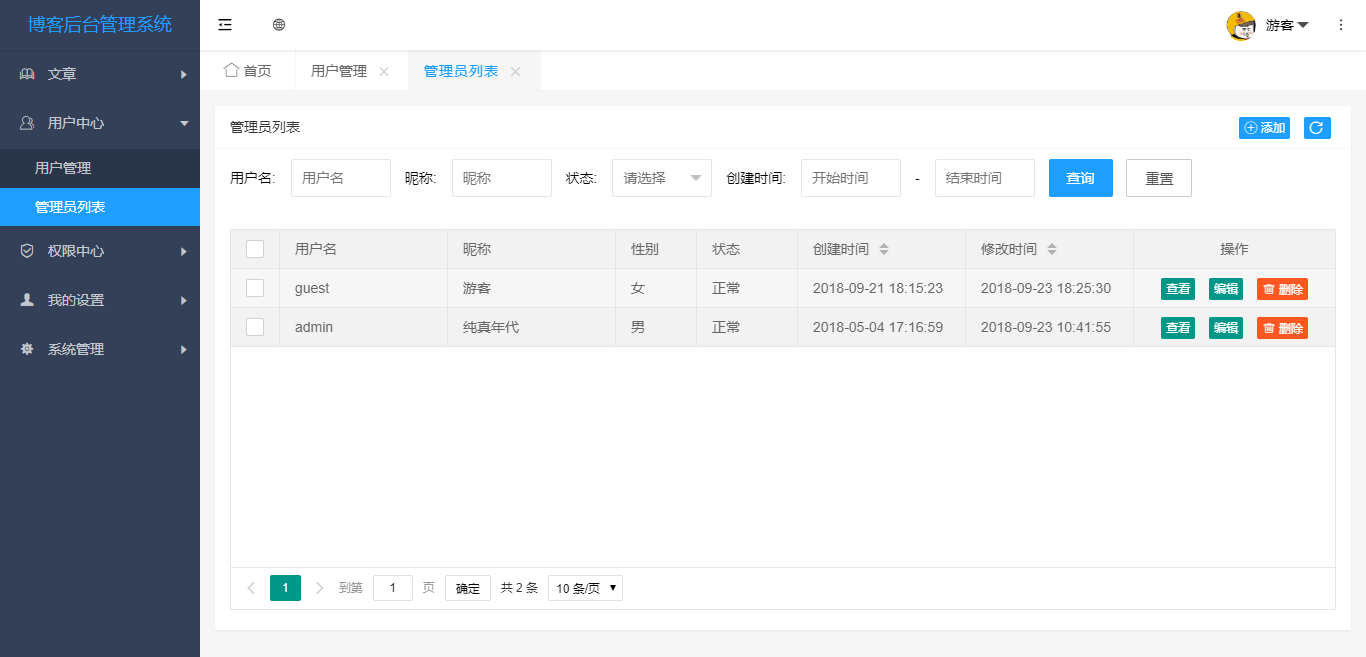 博客后台管理系统
游客
文章
用户中心
用户管理
管理员列表
权限中心
我的设置
系统管理
首页 用户管理 管理员列表
管理员列表 添加
用户名: 用户名 昵称: 昵称 状态: 请选择 创建时间: 开始时间 - 结束时间 查询 重置
用户名 昵称 性别 状态 创建时间 修改时间 操作
guest 游客 女 正常 2018-09-21 18:15:23 2018-09-23 18:25:30 查看 编辑 删除
admin 纯真年代 男 正常 2018-05-04 17:16:59 2018-09-23 10:41:55 查看 编辑 删除
1 到第 1 页 确定 共 2 条 10 条/页